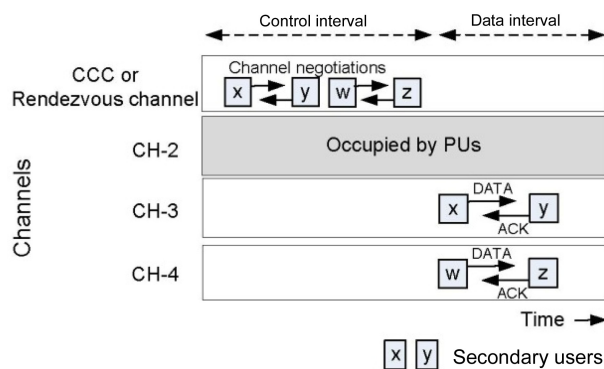 Control interval
Data interval
CCC or
Rendezvous channel
Channel negotiations
x y w z
Channels
CH-2
Occupied by PUs
CH-3
DATA
x y
ACK
CH-4
DATA
w z
ACK
Time
x y Secondary users